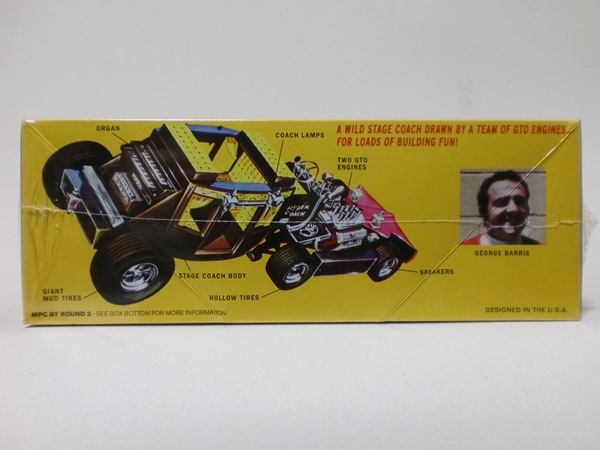 ORGAN
COACH LAMPS
A WILD STAGE COACH DRAWN BY A TEAM OF GTO ENGINES...
FOR LOADS OF BUILDING FUN!
TWO GTO
ENGINES
COACH
GEORGE BARRIS
SPEAKERS
STAGE COACH BODY
GIANT
MUD TIRES
HOLLOW TIRES
MPC BY ROUND 2 - SEE BOX BOTTOM FOR MORE INFORMATION
DESIGNED IN THE U.S.A.